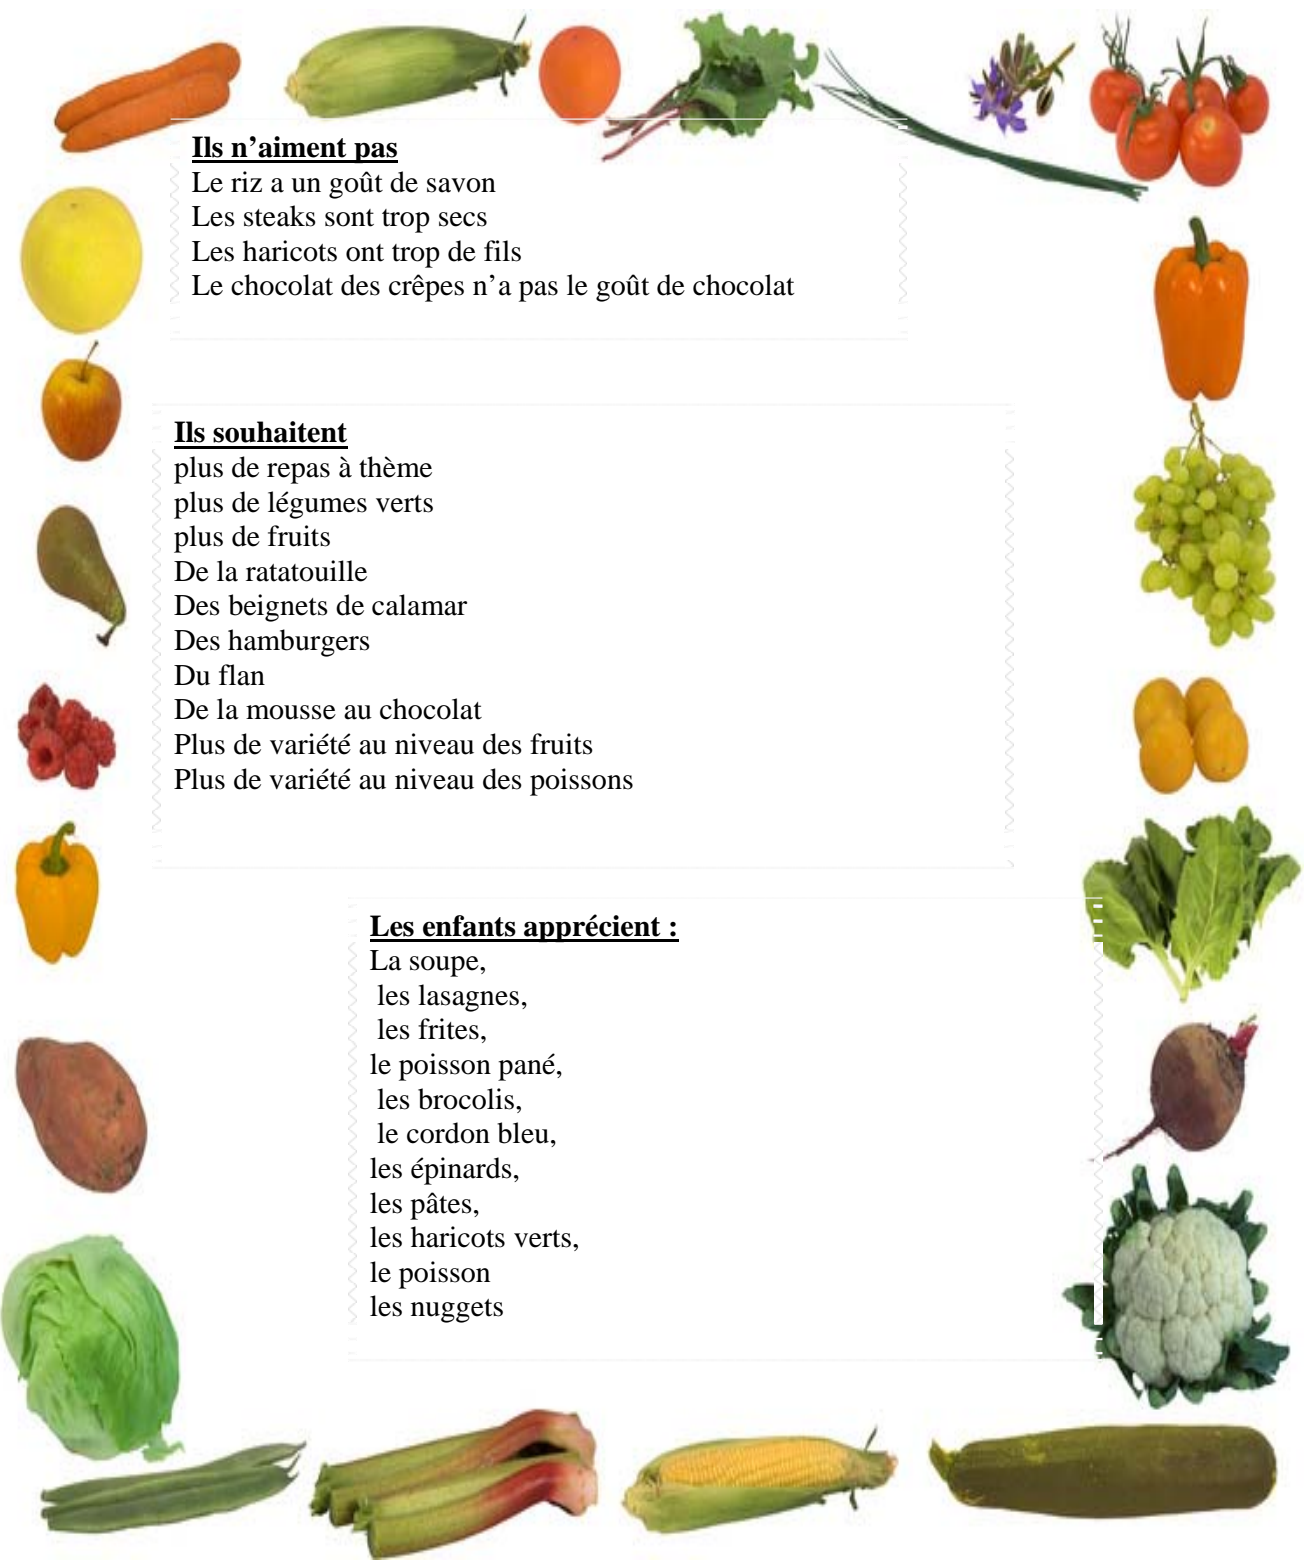 Ils n’aiment pas
Le riz a un goût de savon
Les steaks sont trop secs
Les haricots ont trop de fils
Le chocolat des crêpes n’a pas le goût de chocolat
Ils souhaitent
plus de repas à thème
plus de légumes verts
plus de fruits
De la ratatouille
Des beignets de calamar
Des hamburgers
Du flan
De la mousse au chocolat
Plus de variété au niveau des fruits
Plus de variété au niveau des poissons
Les enfants apprécient :
La soupe,
les lasagnes,
les frites,
le poisson pané,
les brocolis,
le cordon bleu,
les épinards,
les pâtes,
les haricots verts,
le poisson
les nuggets